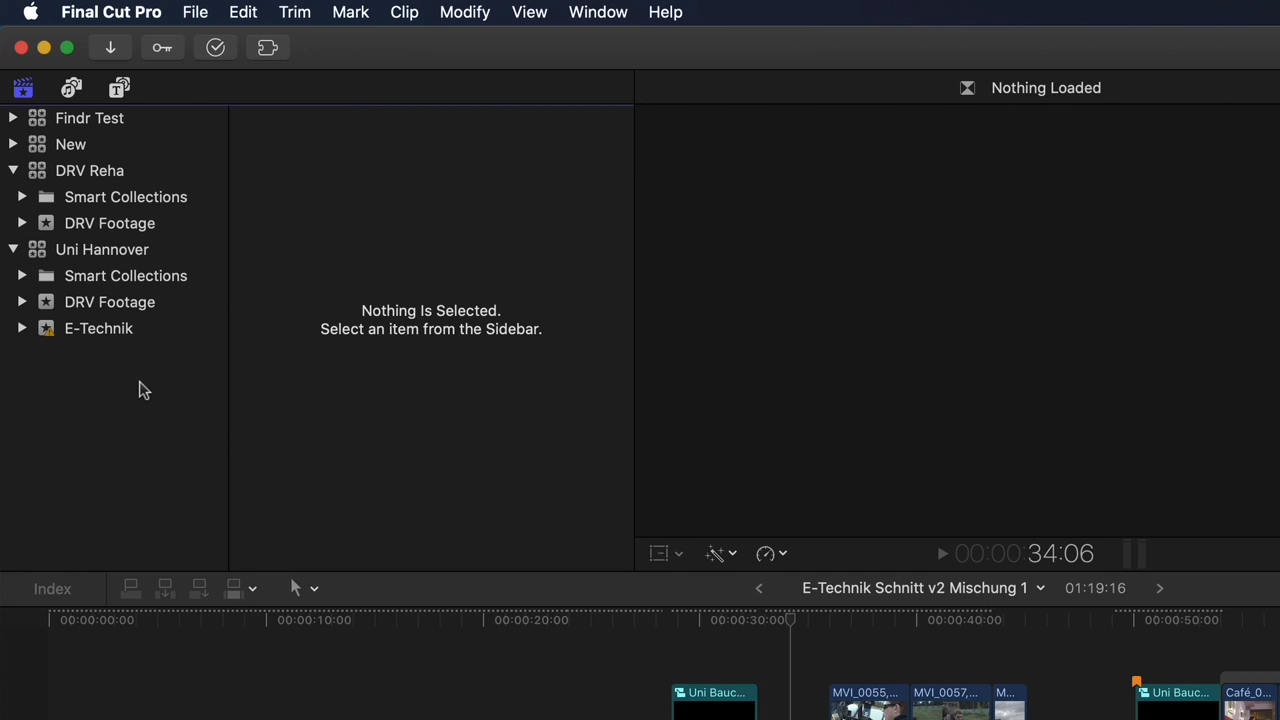 Final Cut Pro File Edit Trim Mark Clip Modify View Window Help
Nothing Loaded
Findr Test
New
DRV Reha
Smart Collections
DRV Footage
Uni Hannover
Smart Collections
DRV Footage
E-Technik
Nothing Is Selected.
Select an item from the Sidebar.
00:00:00:34:06
Index
E-Technik Schnitt v2 Mischung 1
01:19:16
00:00:00:00 00:00:10:00 00:00:20:00 00:00:30:00 00:00:40:00 00:00:50:00
Uni Bauc... MVI_0055,... MVI_0057,... M... Uni Bauc... Café_0...